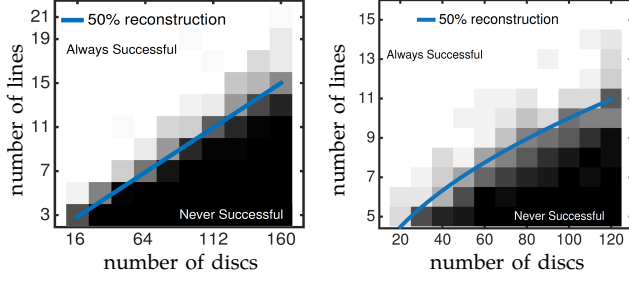 21
19
15
11
7
3
number of lines
50% reconstruction
Always Successful
Never Successful
16 64 112 160
number of discs
15
13
11
9
7
5
number of lines
50% reconstruction
Always Successful
Never Successful
20 40 60 80 100 120
number of discs